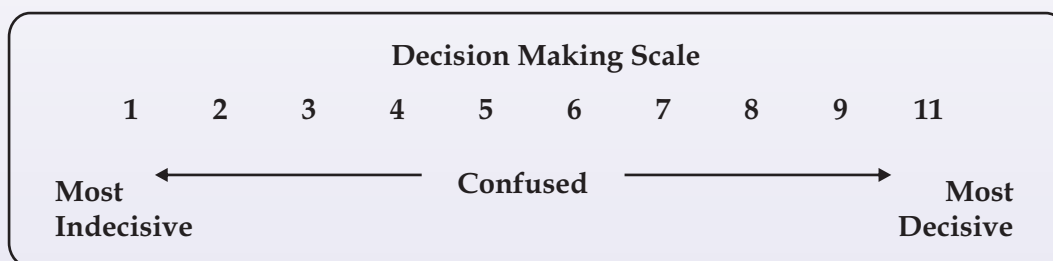 Decision Making Scale
1 2 3 4 5 6 7 8 9 11
Confused
Most
Indecisive
Most
Decisive